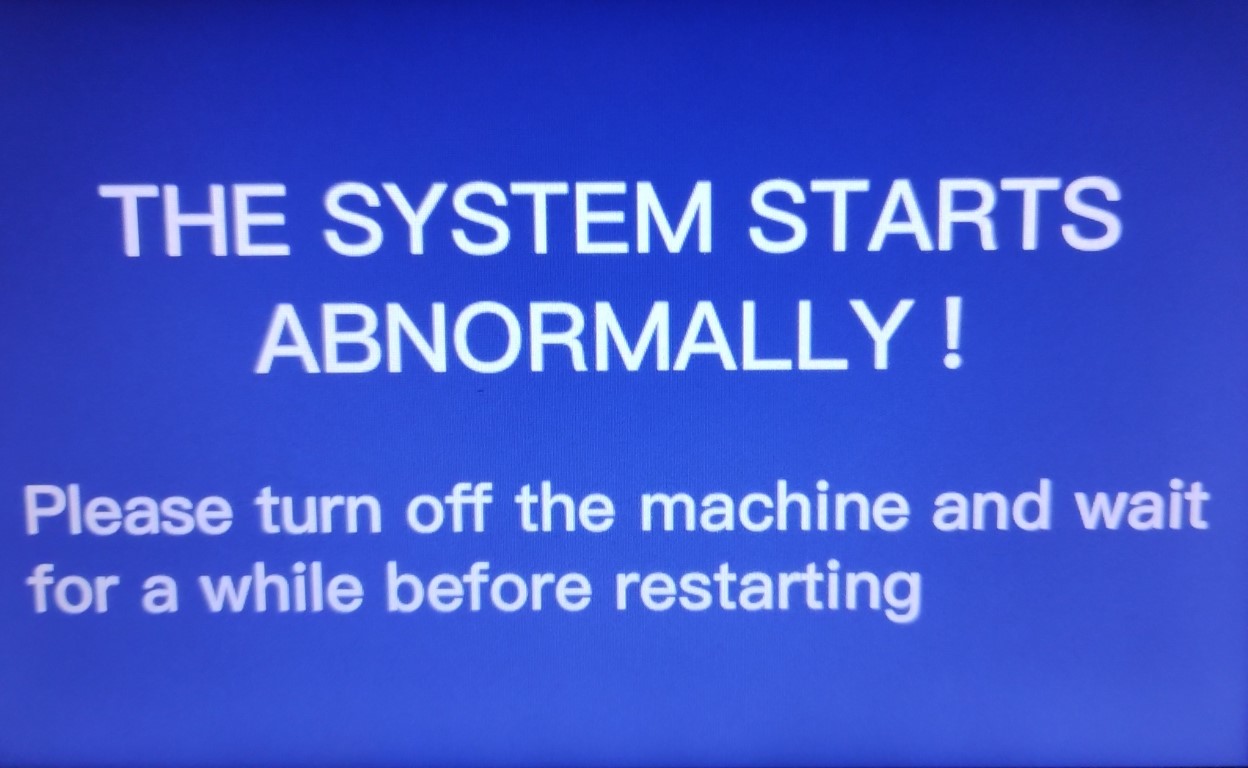 THE SYSTEM STARTS
ABNORMALLY !
Please turn off the machine and wait
for a while before restarting